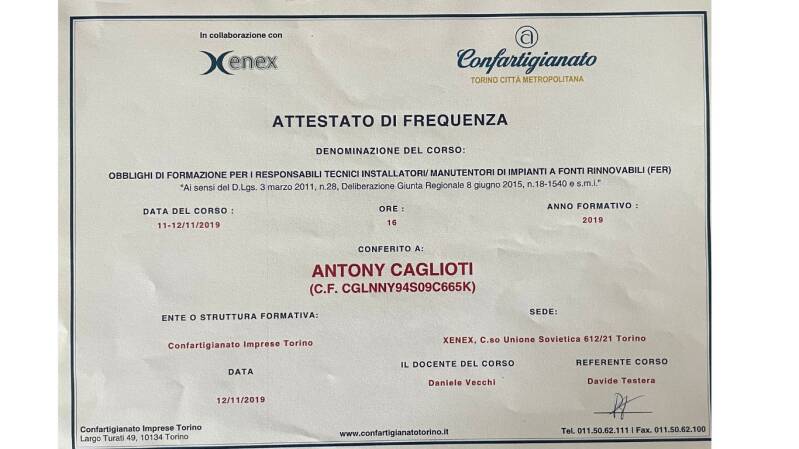 In collaborazione con
Xenex
a
Confartigianato
TORINO CITTÀ METROPOLITANA
ATTESTATO DI FREQUENZA
DENOMINAZIONE DEL CORSO:
OBBLIGHI DI FORMAZIONE PER I RESPONSABILI TECNICI INSTALLATORI/ MANUTENTORI DI IMPIANTI A FONTI RINNOVABILI (FER)
"Ai sensi del D.Lgs. 3 marzo 2011, n.28, Deliberazione Giunta Regionale 8 giugno 2015, n.18-1540 e s.m.i."
DATA DEL CORSO :
11-12/11/2019
ORE :
16
ANNO FORMATIVO :
2019
CONFERITO A:
ANTONY CAGLIOTI
(C.F. CGLNNY94S09C665K)
ENTE O STRUTTURA FORMATIVA:
Confartigianato Imprese Torino
SEDE:
XENEX, C.so Unione Sovietica 612/21 Torino
DATA
12/11/2019
IL DOCENTE DEL CORSO
Daniele Vecchi
REFERENTE CORSO
Davide Testera
Confartigianato Imprese Torino
Largo Turati 49, 10134 Torino
www.confartigianatotorino.it
Tel. 011.50.62.111 | Fax. 011.50.62.100